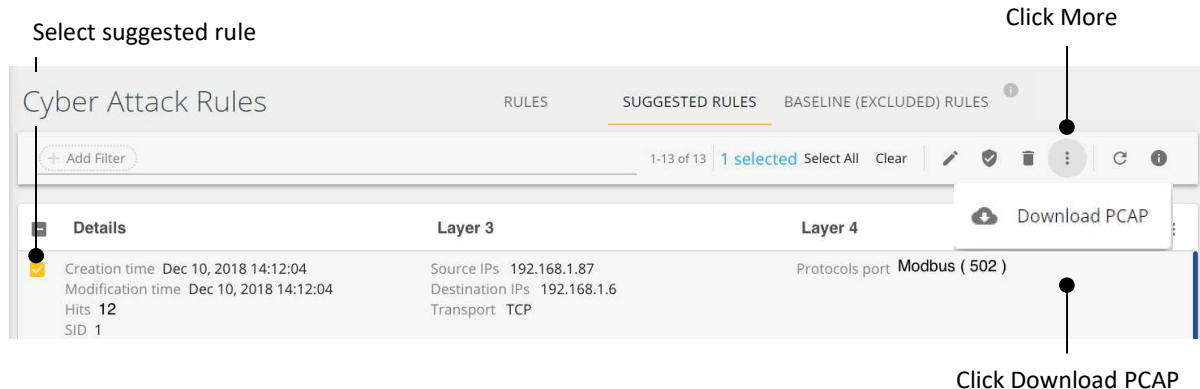 Click More
Select suggested rule
Cyber Attack Rules RULES SUGGESTED RULES BASELINE (EXCLUDED) RULES
+ Add Filter 1-13 of 13 1 selected Select All Clear
Download PCAP
Details Layer 3 Layer 4
Creation time Dec 10, 2018 14:12:04 Source IPs 192.168.1.87 Protocols port Modbus ( 502 )
Modification time Dec 10, 2018 14:12:04 Destination IPs 192.168.1.6
Hits 12 Transport TCP
SID 1
Click Download PCAP